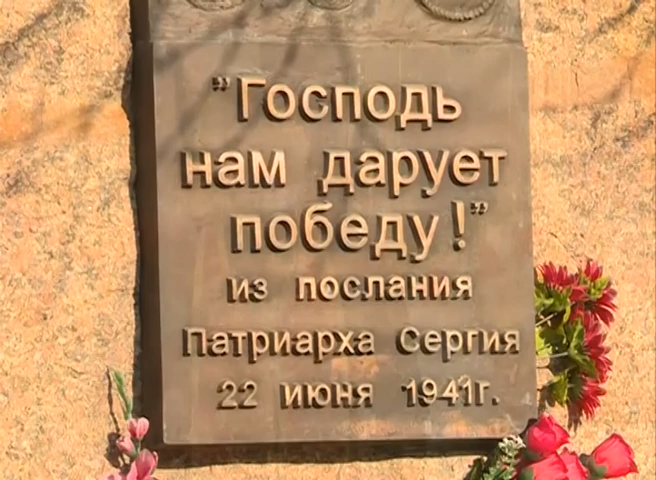 "Господь
нам дарует
победу!"
из послания
Патриарха Сергия
22 июня 1941г.